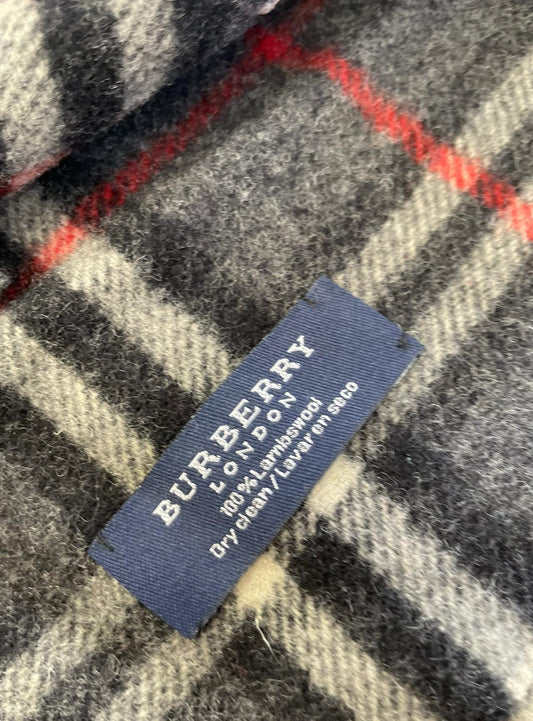 BURBERRY
LONDON
100% Lambswool
Dry clean / Lavar en seco